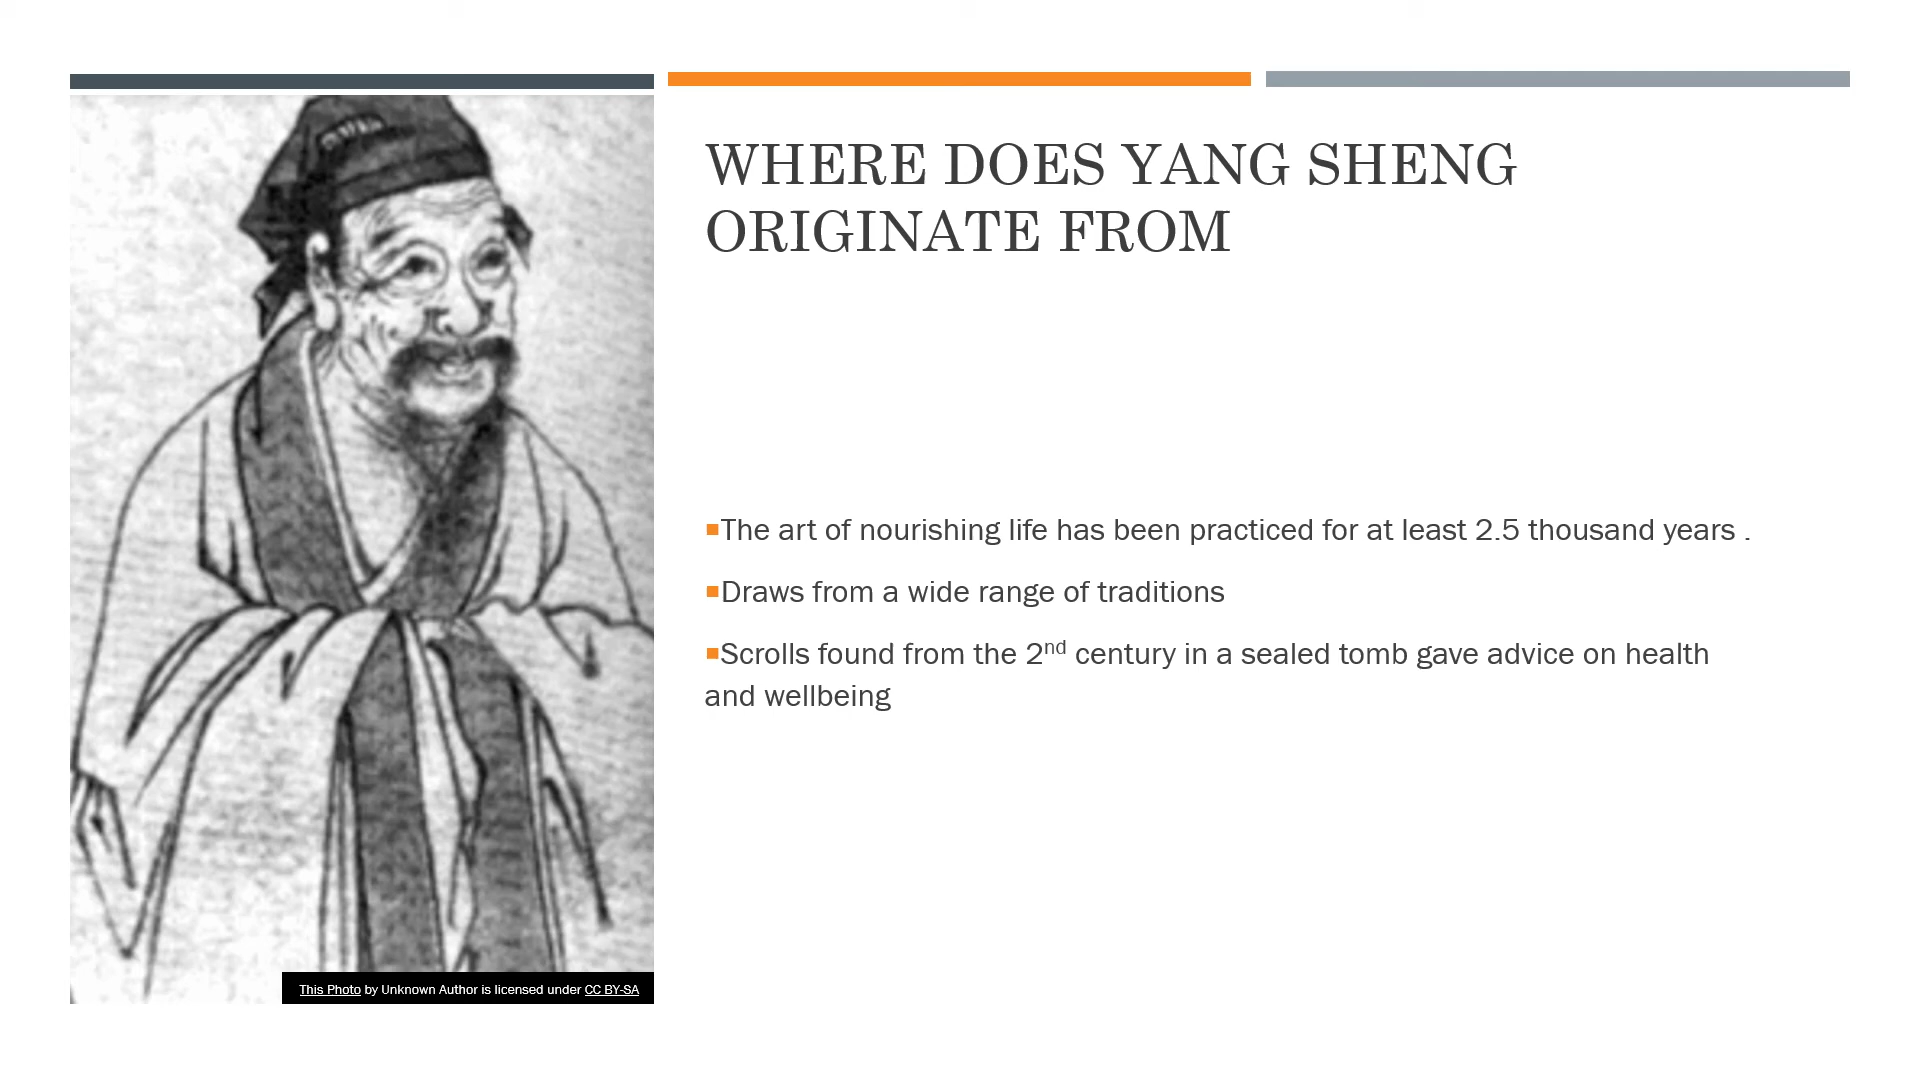 WHERE DOES YANG SHENG
ORIGINATE FROM
▪The art of nourishing life has been practiced for at least 2.5 thousand years .
▪Draws from a wide range of traditions
▪Scrolls found from the 2nd century in a sealed tomb gave advice on health
and wellbeing
This Photo by Unknown Author is licensed under CC BY-SA